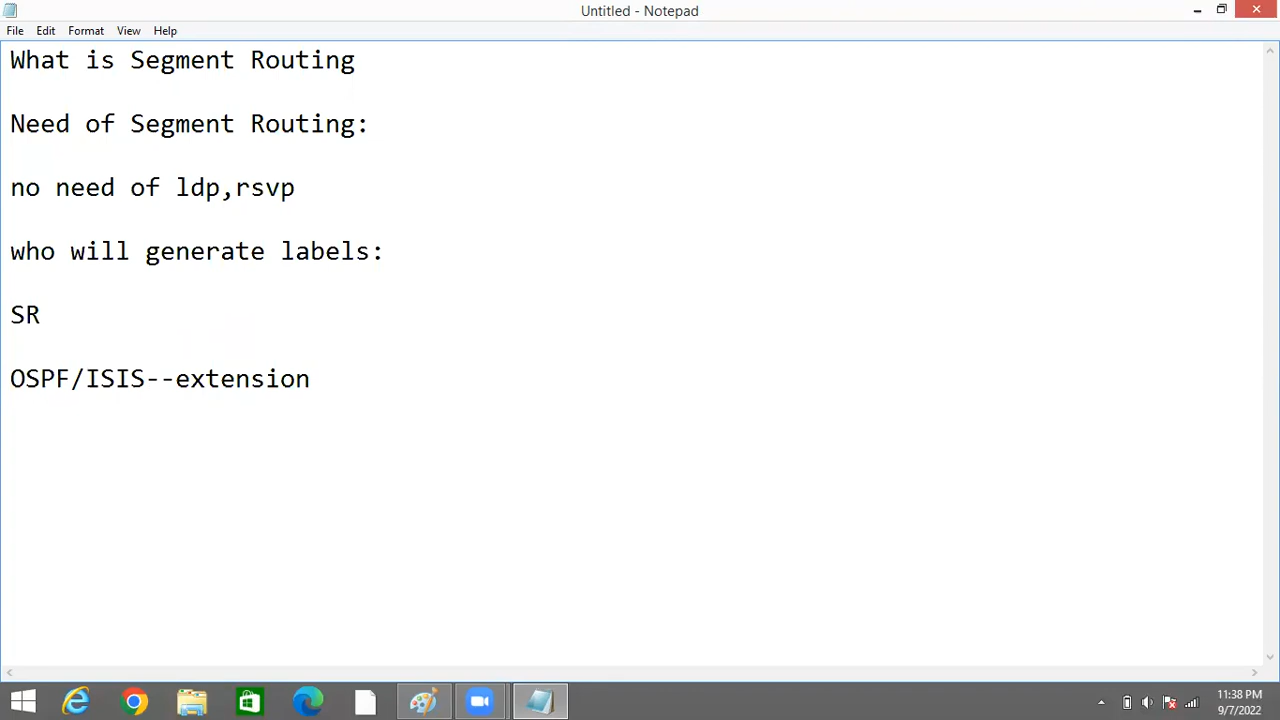 Untitled - Notepad
File Edit Format View Help
What is Segment Routing
Need of Segment Routing:
no need of ldp,rsvp
who will generate labels:
SR
OSPF/ISIS--extension
11:38 PM
9/7/2022